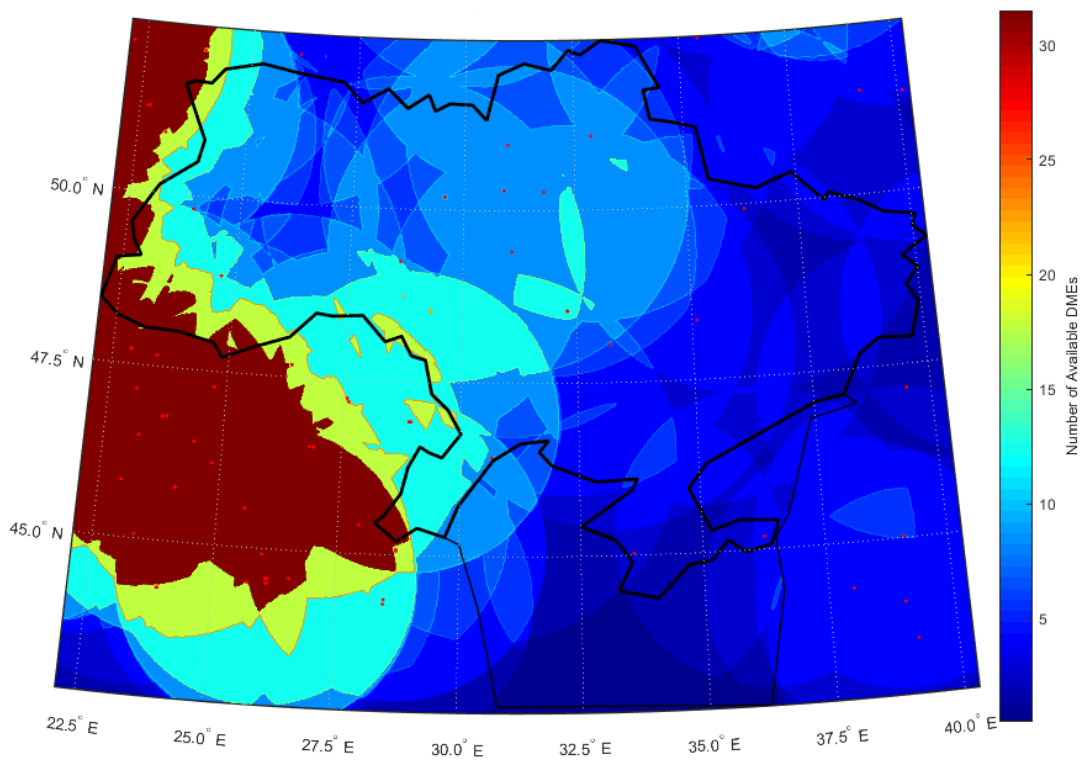 50.0° N
47.5° N
45.0° N
22.5° E
25.0° E
27.5° E
30.0° E
32.5° E
35.0° E
37.5° E
40.0° E
30
25
20
15
10
5
Number of Available DMEs